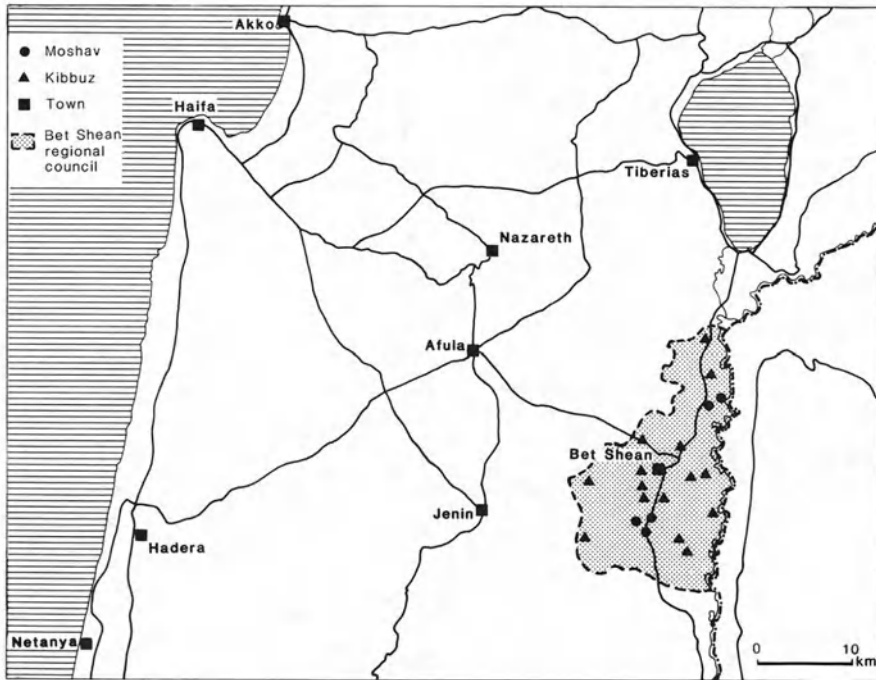 Akkos
Moshav
Kibbuz
Town
Bet Shean
regional
council
Haifa
Tiberias
Nazareth
Afula
Bet Shean
Jenin
Hadera
Netanya
0 10
km